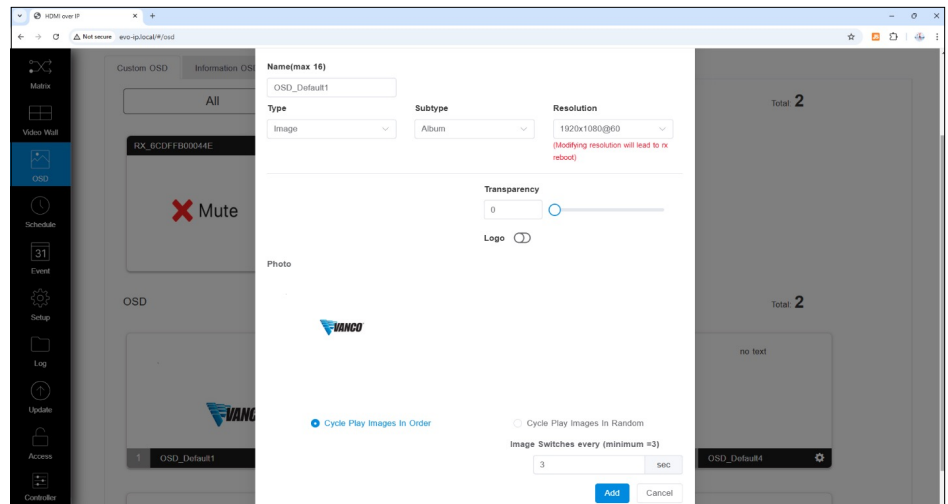 HDMI over IP
Not secure evo-ip.local/#/osd
Matrix
Video Wall
OSD
Schedule
31
Event
Setup
Log
Update
Access
Controller
Custom OSD Information OS
All
Total: 2
RX_6CDFFB00044E
Mute
OSD
Total: 2
VANC
1 OSD_Default1
no text
OSD_Default4
Name(max 16)
OSD_Default1
Type Subtype Resolution
Image Album 1920x1080@60
(Modifying resolution will lead to rx
reboot)
Transparency
0
Logo
Photo
VANCO
Cycle Play Images In Order Cycle Play Images In Random
Image Switches every (minimum =3)
3 sec
Add Cancel